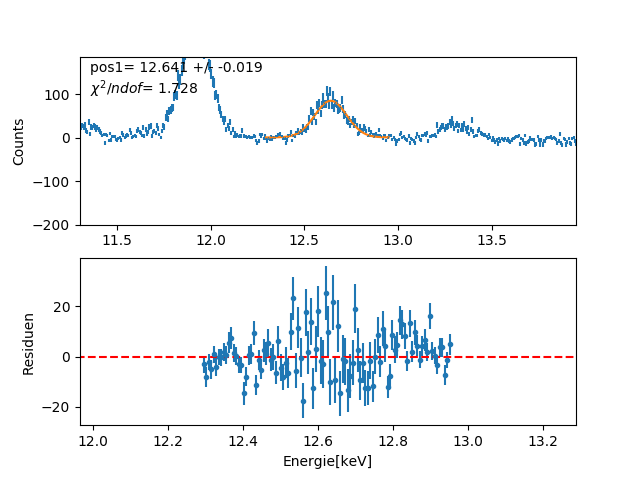 pos1= 12.641 +/- -0.019
χ²/ndof= 1.728
Counts
100
0
−100
−200
11.5 12.0 12.5 13.0 13.5
Residuen
20
0
−20
12.0 12.2 12.4 12.6 12.8 13.0 13.2
Energie[keV]